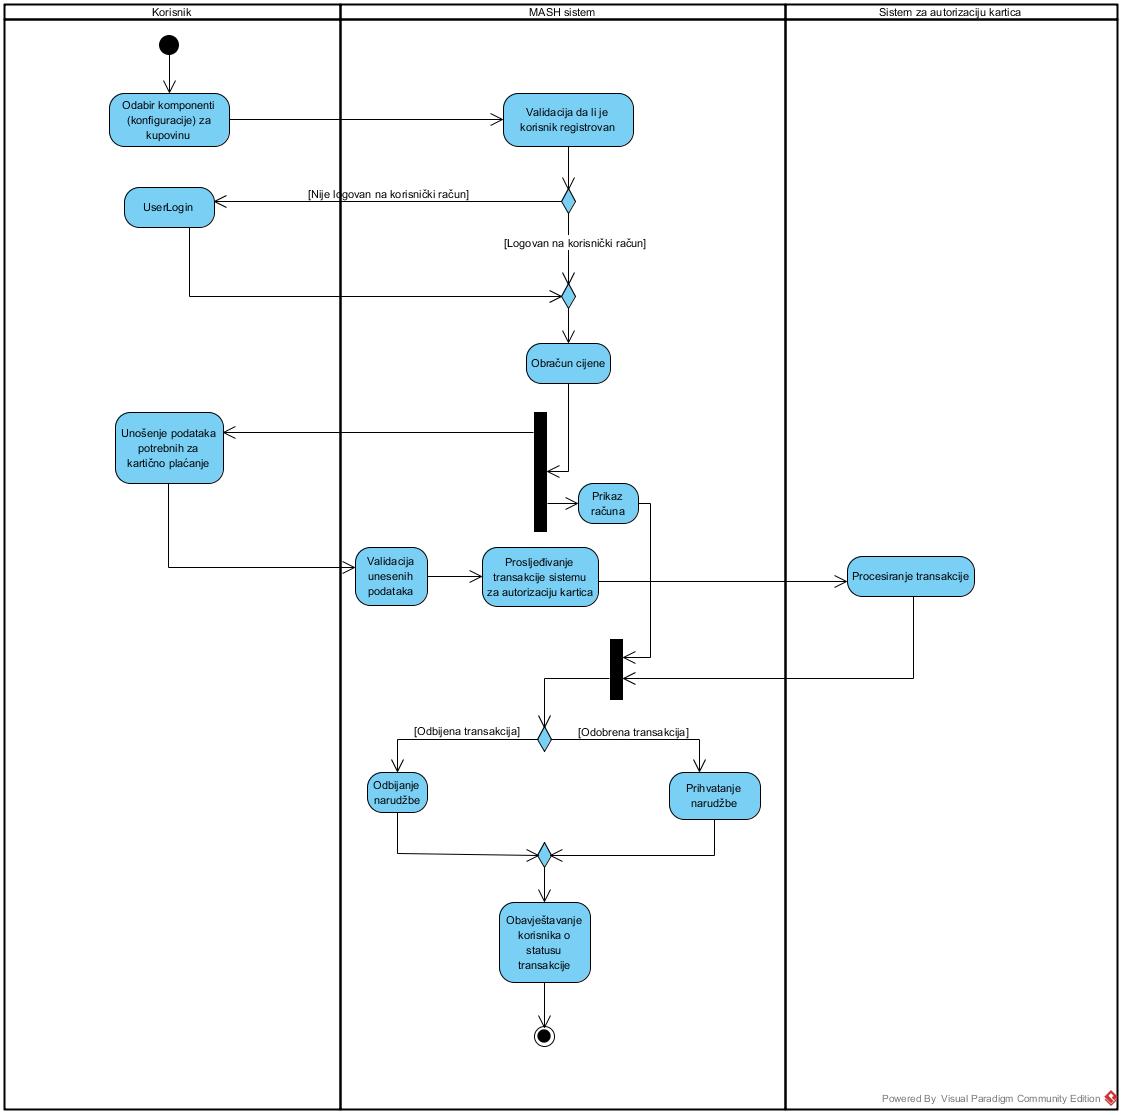 Korisnik
MASH sistem
Sistem za autorizaciju kartica
Odabir komponenti
(konfiguracije) za
kupovinu
Validacija da li je
korisnik registrovan
[Nije logovan na korisnički račun]
UserLogin
[Logovan na korisnički račun]
Obračun cijene
Unošenje podataka
potrebnih za
kartično plaćanje
Prikaz
računa
Validacija
unesenih
podataka
Prosljeđivanje
transakcije sistemu
za autorizaciju kartica
Procesiranje transakcije
[Odbijena transakcija]
[Odobrena transakcija]
Odbijanje
narudžbe
Prihvatanje
narudžbe
Obavještavanje
korisnika o
statusu
transakcije
Powered By Visual Paradigm Community Edition